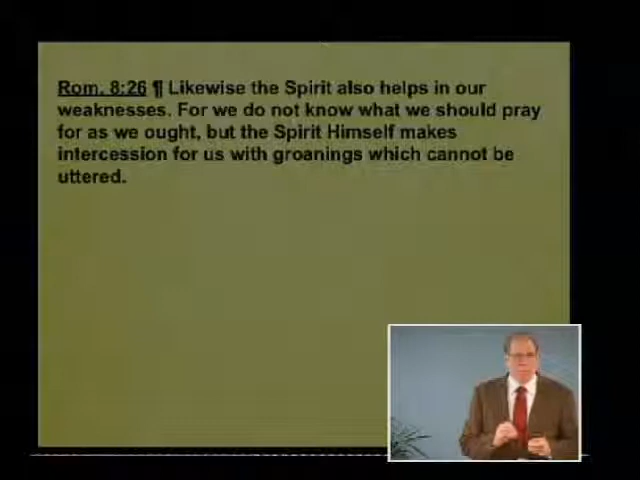 Rom. 8:26 ¶ Likewise the Spirit also helps in our
weaknesses. For we do not know what we should pray
for as we ought, but the Spirit Himself makes
intercession for us with groanings which cannot be
uttered.